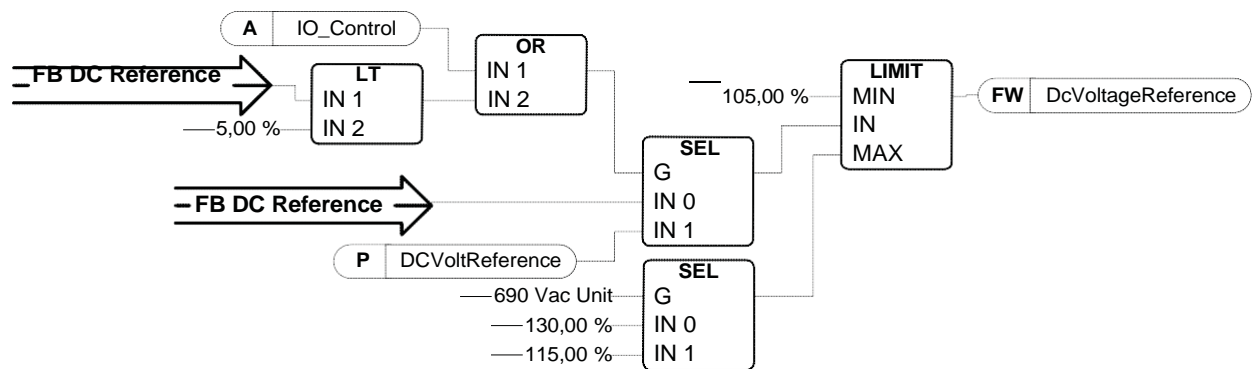 A IO_Control
OR
IN 1
IN 2
FB DC Reference
LT
IN 1
IN 2
5,00 %
LIMIT
MIN
IN
MAX
105,00 %
FW DcVoltageReference
SEL
G
IN 0
IN 1
FB DC Reference
P DCVoltReference
SEL
G
IN 0
IN 1
690 Vac Unit
130,00 %
115,00 %